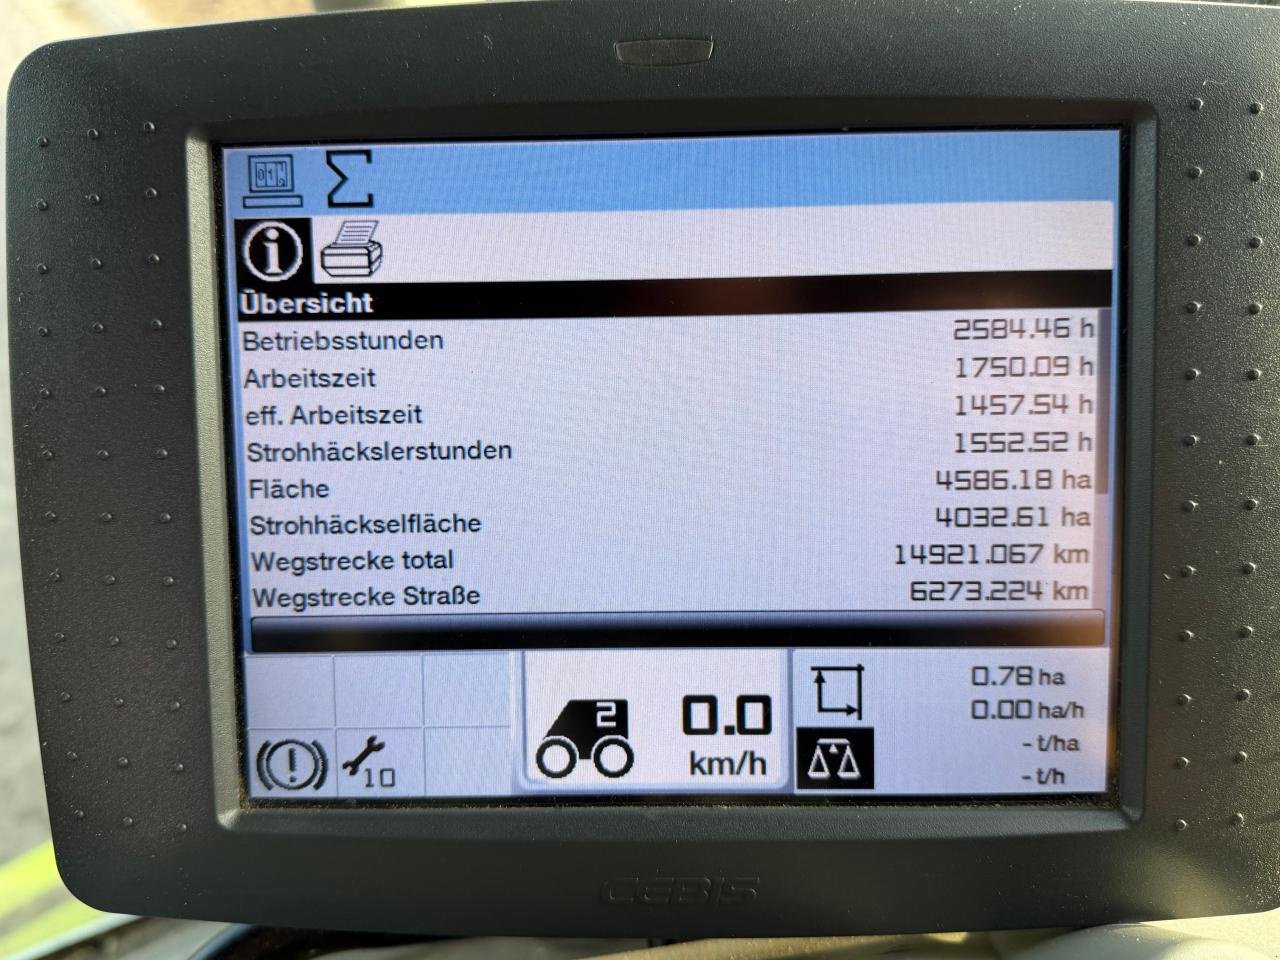 Übersicht
Betriebsstunden 2584.46 h
Arbeitszeit 1750.09 h
eff. Arbeitszeit 1457.54 h
Strohhäckslerstunden 1552.52 h
Fläche 4586.18 ha
Strohhäckselfläche 4032.61 ha
Wegstrecke total 14921.067 km
Wegstrecke Straße 6273.224 km
10
2
0.0
km/h
0.78 ha
0.00 ha/h
- t/ha
- t/h
CEBIS